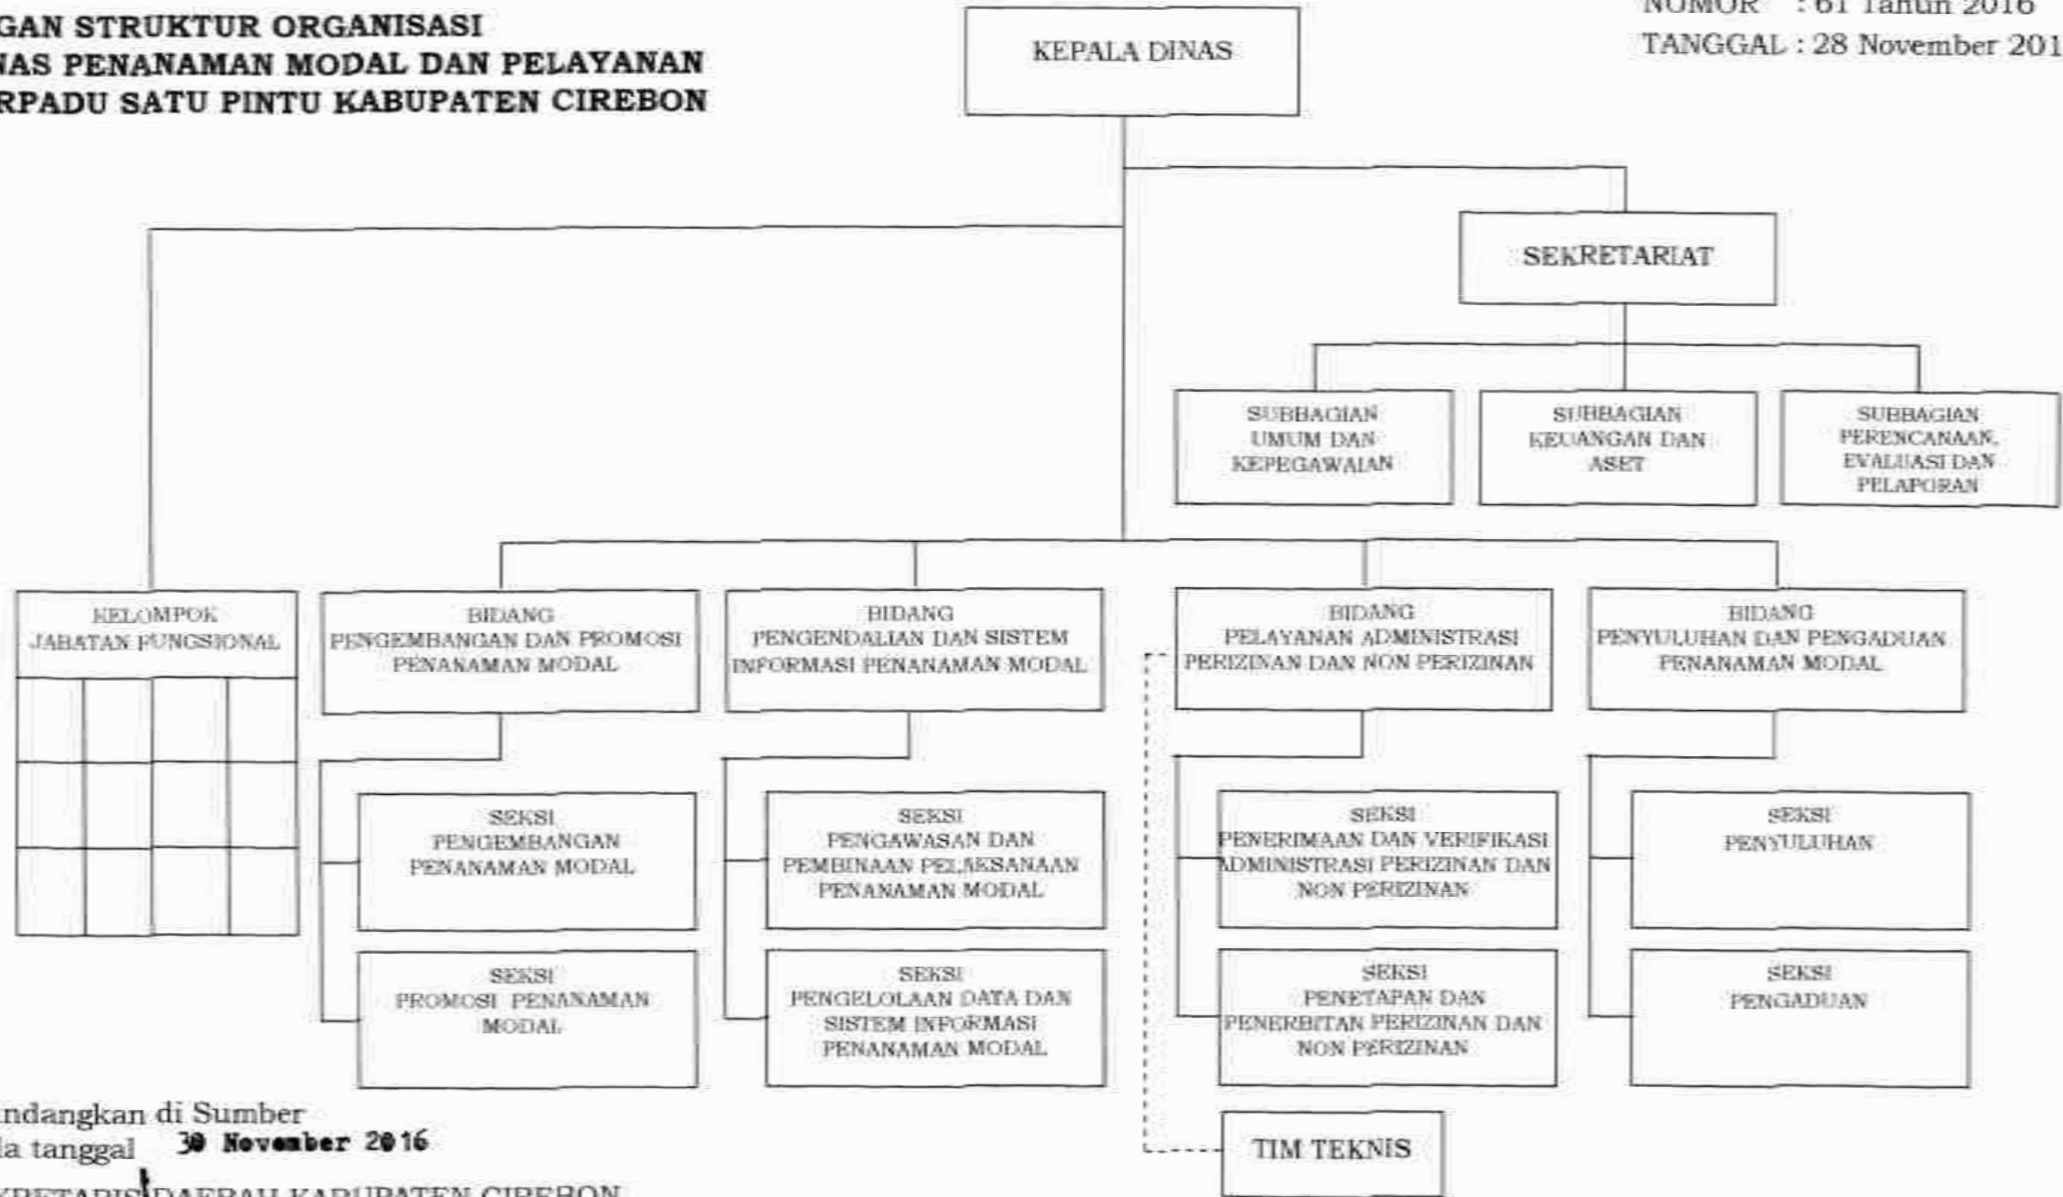 GAN STRUKTUR ORGANISASI
NAS PENANAMAN MODAL DAN PELAYANAN
RPADU SATU PINTU KABUPATEN CIREBON
NOMOR : 61 Tahun 2016
TANGGAL : 28 November 201
KEPALA DINAS
SEKRETARIAT
SUBBAGIAN
UMUM DAN
KEPEGAWAIAN
SUBBAGIAN
KEUANGAN DAN
ASET
SUBBAGIAN
PERENCANAAN,
EVALUASI DAN
PELAPORAN
KELOMPOK
JABATAN FUNGSIONAL
BIDANG
PENGEMBANGAN DAN PROMOSI
PENANAMAN MODAL
BIDANG
PENGENDALIAN DAN SISTEM
INFORMASI PENANAMAN MODAL
BIDANG
PELAYANAN ADMINISTRASI
PERIZINAN DAN NON PERIZINAN
BIDANG
PENYULUHAN DAN PENGADUAN
PENANAMAN MODAL
SEKSI
PENGEMBANGAN
PENANAMAN MODAL
SEKSI
PENGAWASAN DAN
PEMBINAAN PELAKSANAAN
PENANAMAN MODAL
SEKSI
PENERIMAAN DAN VERIFIKASI
ADMINISTRASI PERIZINAN DAN
NON PERIZINAN
SEKSI
PENYULUHAN
SEKSI
PROMOSI PENANAMAN
MODAL
SEKSI
PENGELOLAAN DATA DAN
SISTEM INFORMASI
PENANAMAN MODAL
SEKSI
PENETAPAN DAN
PENERBITAN PERIZINAN DAN
NON PERIZINAN
SEKSI
PENGADUAN
TIM TEKNIS
ndangkan di Sumber
la tanggal 30 November 2016
KRETARIS DAERAH KABUPATEN CIREBON